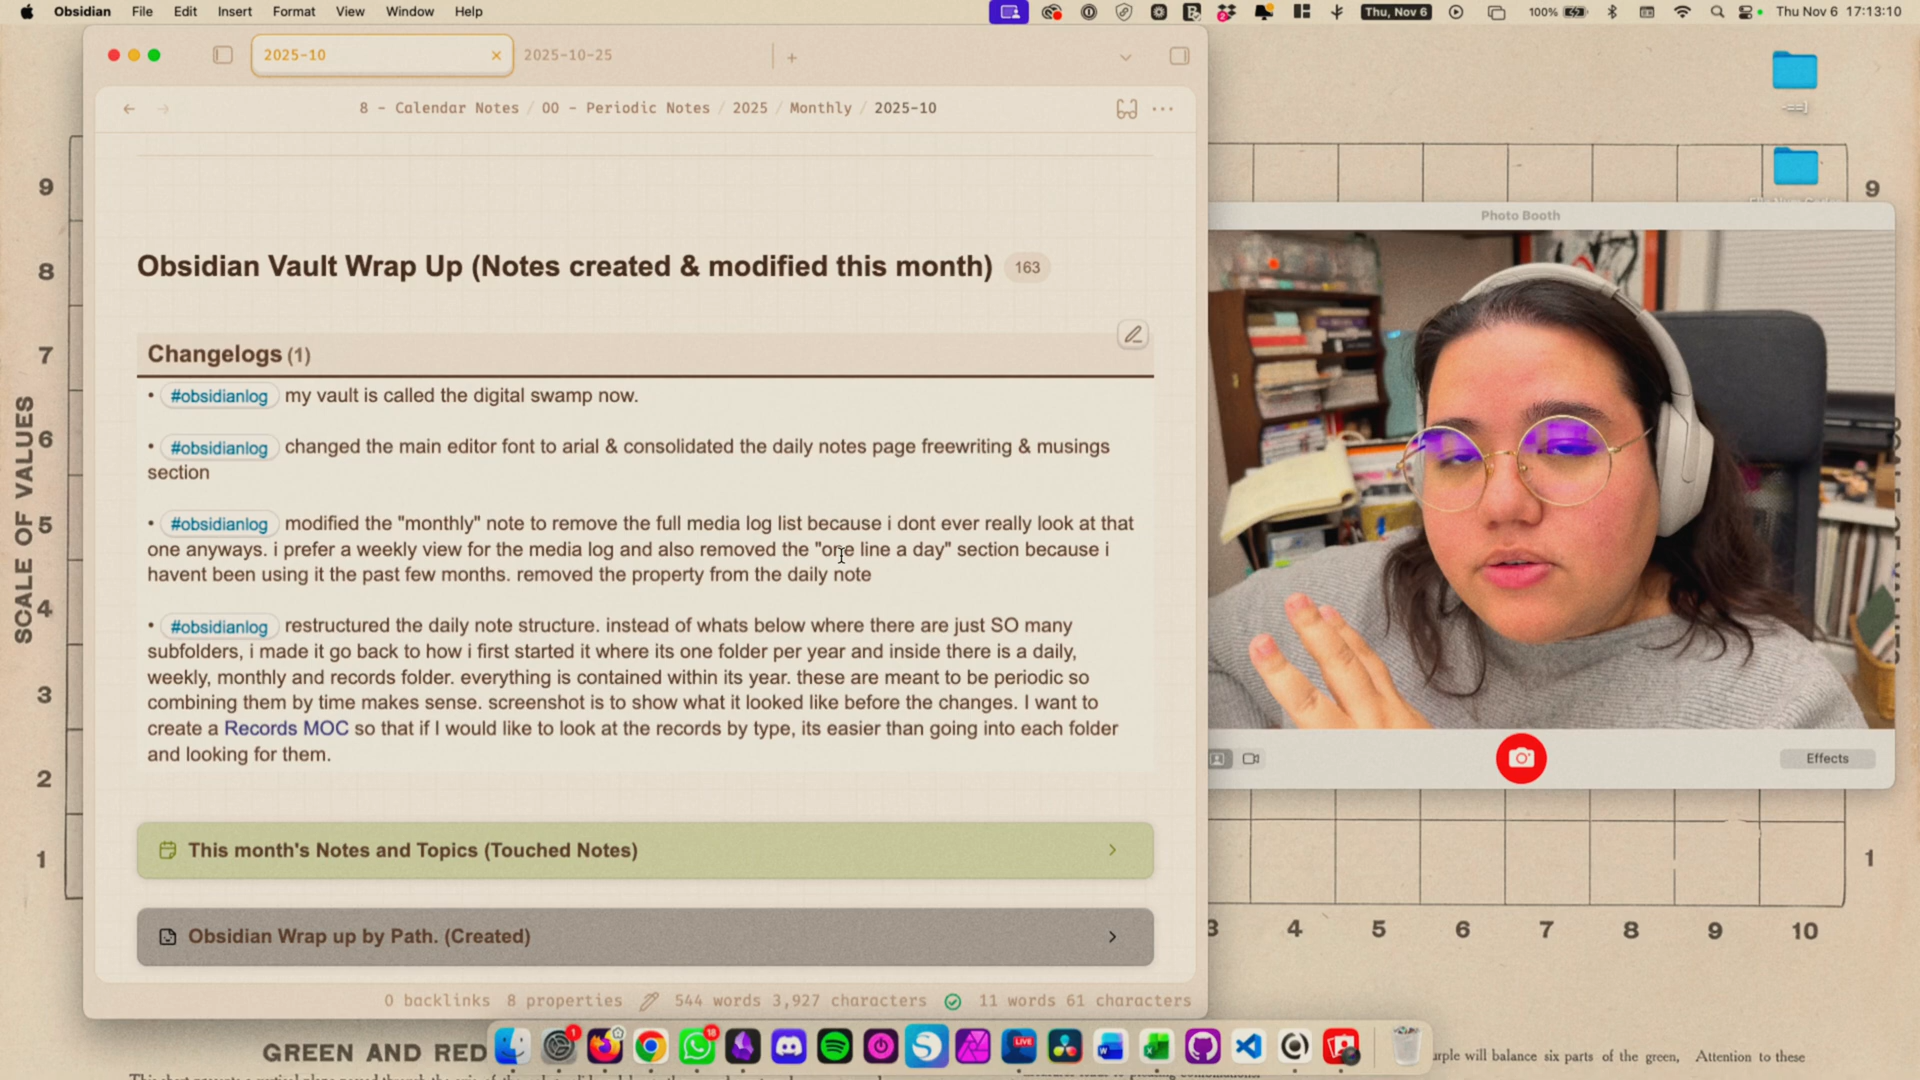 Obsidian File Edit Insert Format View Window Help
Thu, Nov 6 100% Thu Nov 6 17:13:10
2025-10 × 2025-10-25 +
8 - Calendar Notes / 00 - Periodic Notes / 2025 / Monthly / 2025-10
Obsidian Vault Wrap Up (Notes created & modified this month) 163
Changelogs (1)
• #obsidianlog my vault is called the digital swamp now.
• #obsidianlog changed the main editor font to arial & consolidated the daily notes page freewriting & musings
section
• #obsidianlog modified the "monthly" note to remove the full media log list because i dont ever really look at that
one anyways. i prefer a weekly view for the media log and also removed the "one line a day" section because i
havent been using it the past few months. removed the property from the daily note
• #obsidianlog restructured the daily note structure. instead of whats below where there are just SO many
subfolders, i made it go back to how i first started it where its one folder per year and inside there is a daily,
weekly, monthly and records folder. everything is contained within its year. these are meant to be periodic so
combining them by time makes sense. screenshot is to show what it looked like before the changes. I want to
create a Records MOC so that if I would like to look at the records by type, its easier than going into each folder
and looking for them.
This month's Notes and Topics (Touched Notes)
Obsidian Wrap up by Path. (Created)
0 backlinks 8 properties 544 words 3,927 characters 11 words 61 characters
Photo Booth
Effects
-==]
SCALE OF VALUES
9
8
7
6
5
4
3
2
1
9
1
3 4 5 6 7 8 9 10
GREEN AND RED
1
18
LIVE
urple will balance six parts of the green, Attention to these